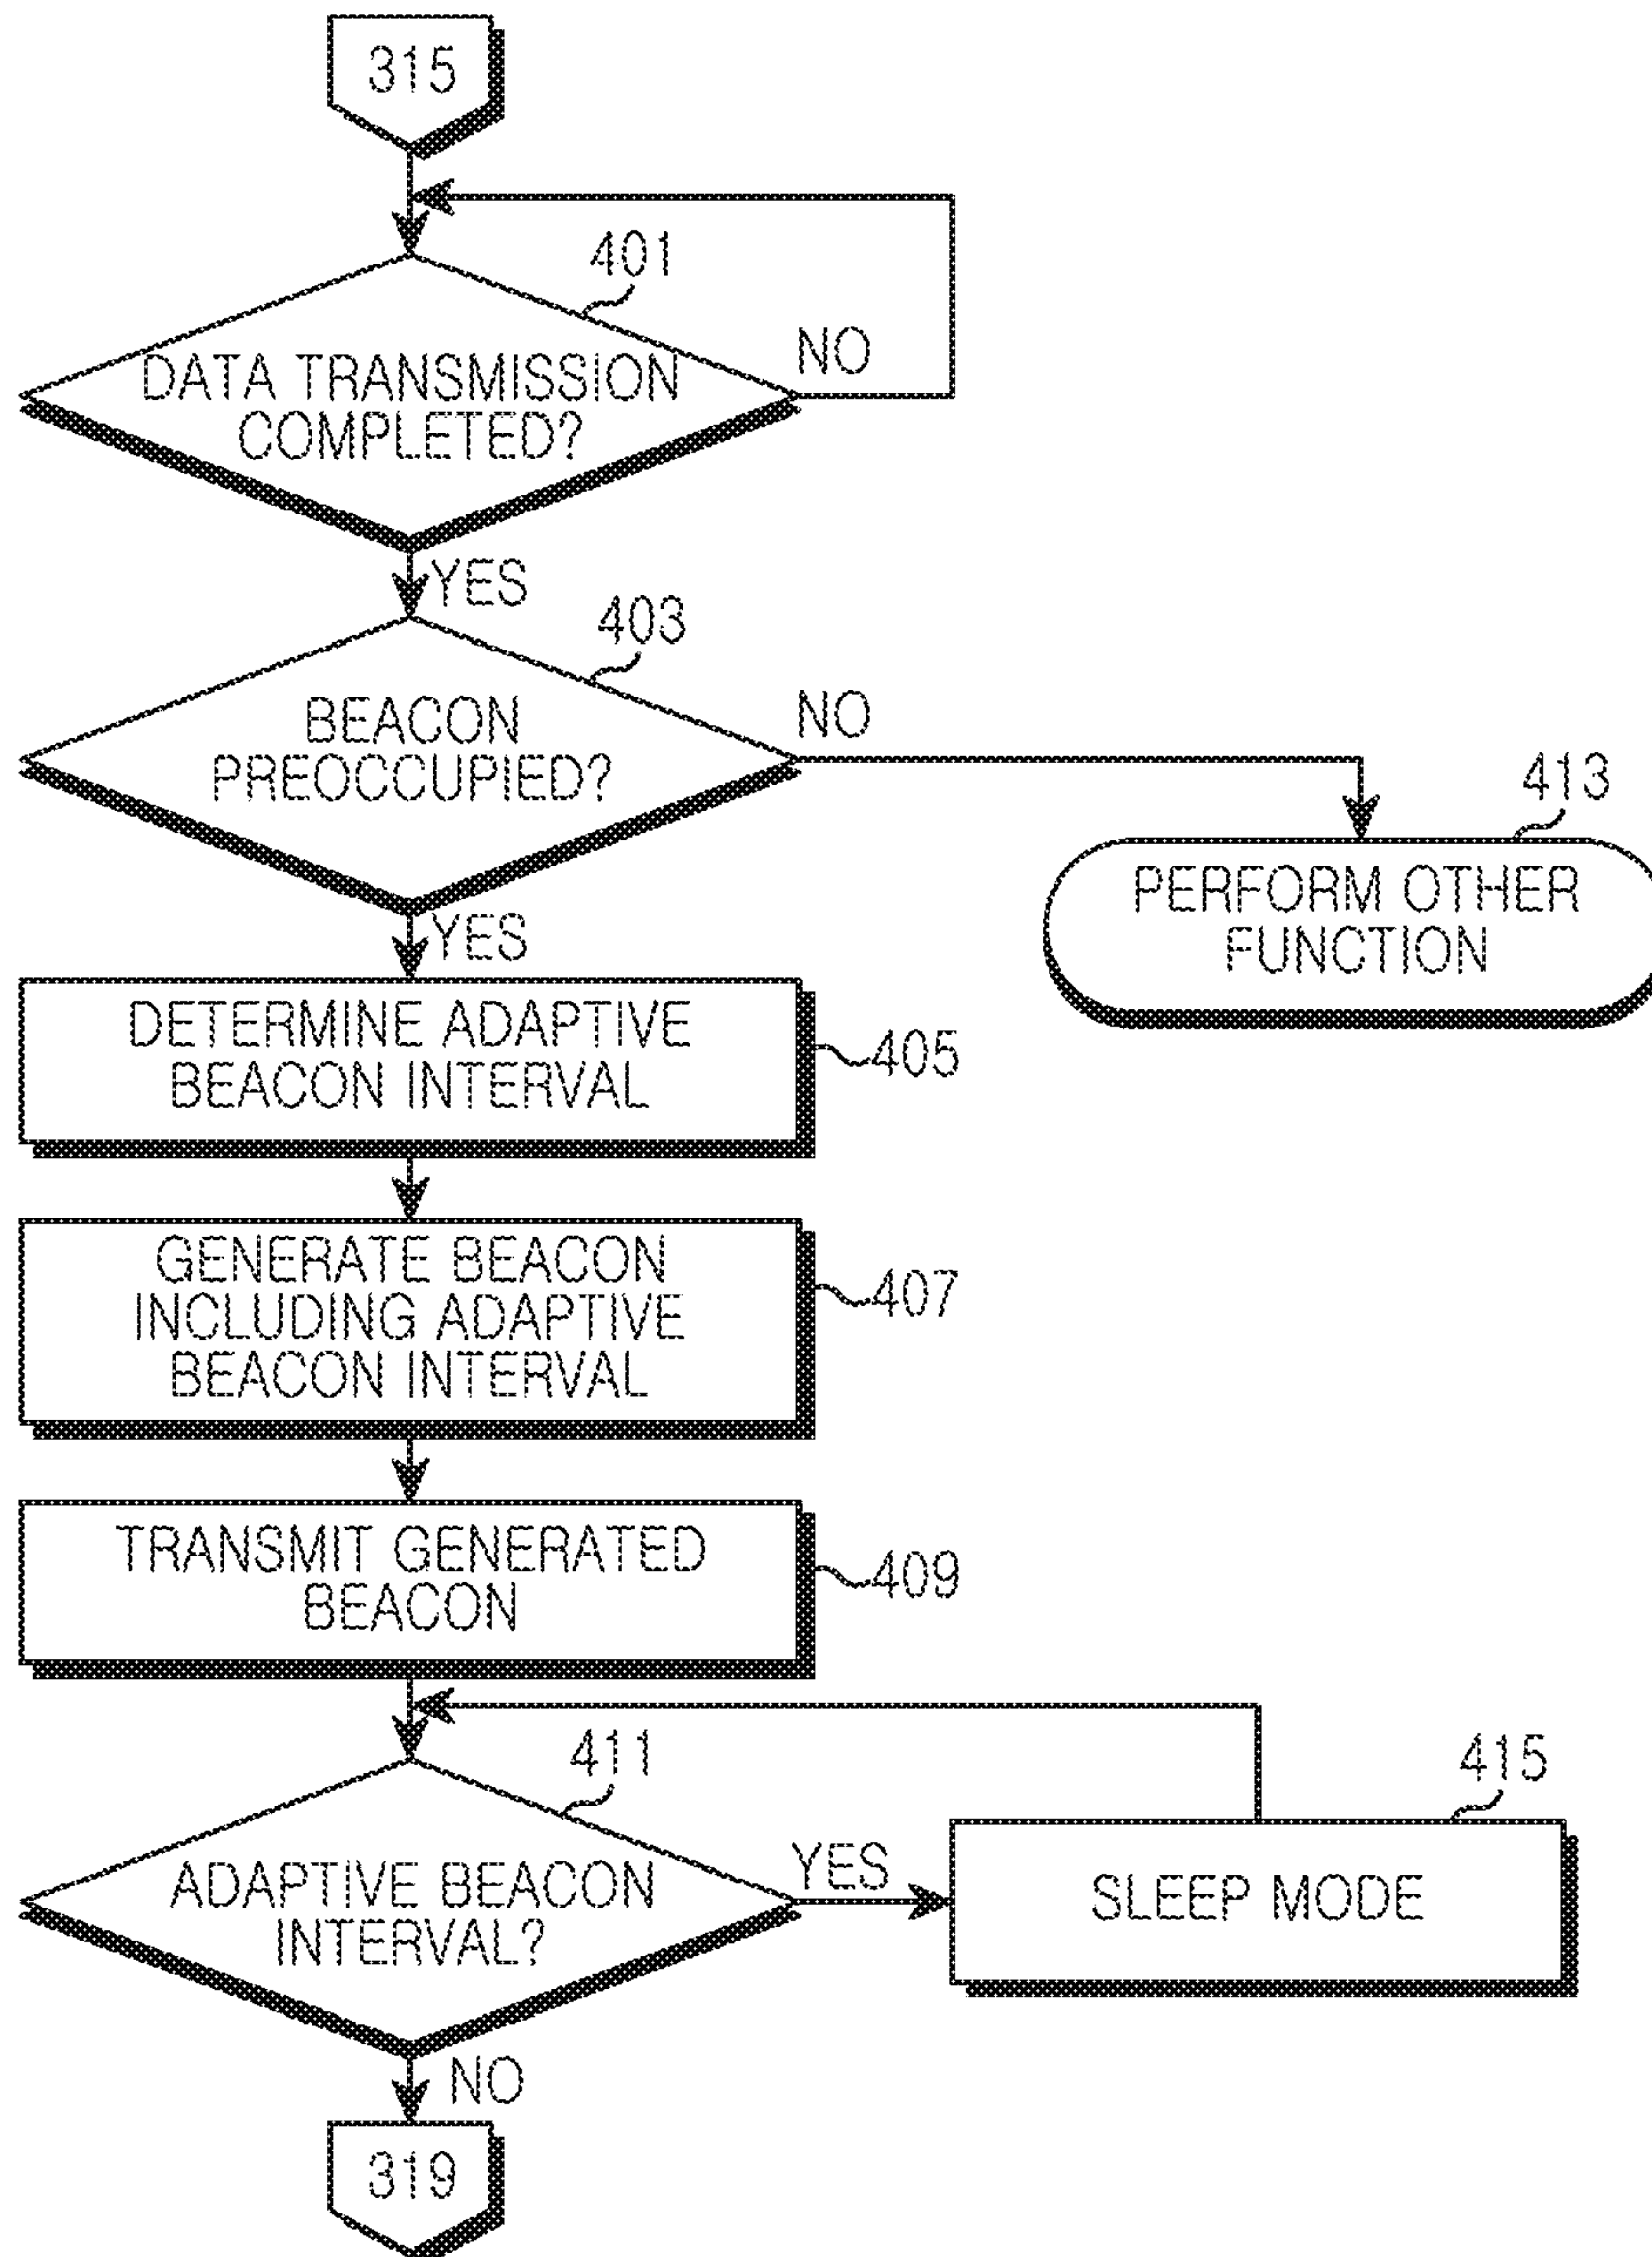 315
401
DATA TRANSMISSION
COMPLETED?
NO
YES
403
BEACON
PREOCCUPIED?
NO
413
PERFORM OTHER
FUNCTION
YES
DETERMINE ADAPTIVE
BEACON INTERVAL
405
GENERATE BEACON
INCLUDING ADAPTIVE
BEACON INTERVAL
407
TRANSMIT GENERATED
BEACON
409
411
ADAPTIVE BEACON
INTERVAL?
YES
415
SLEEP MODE
NO
319